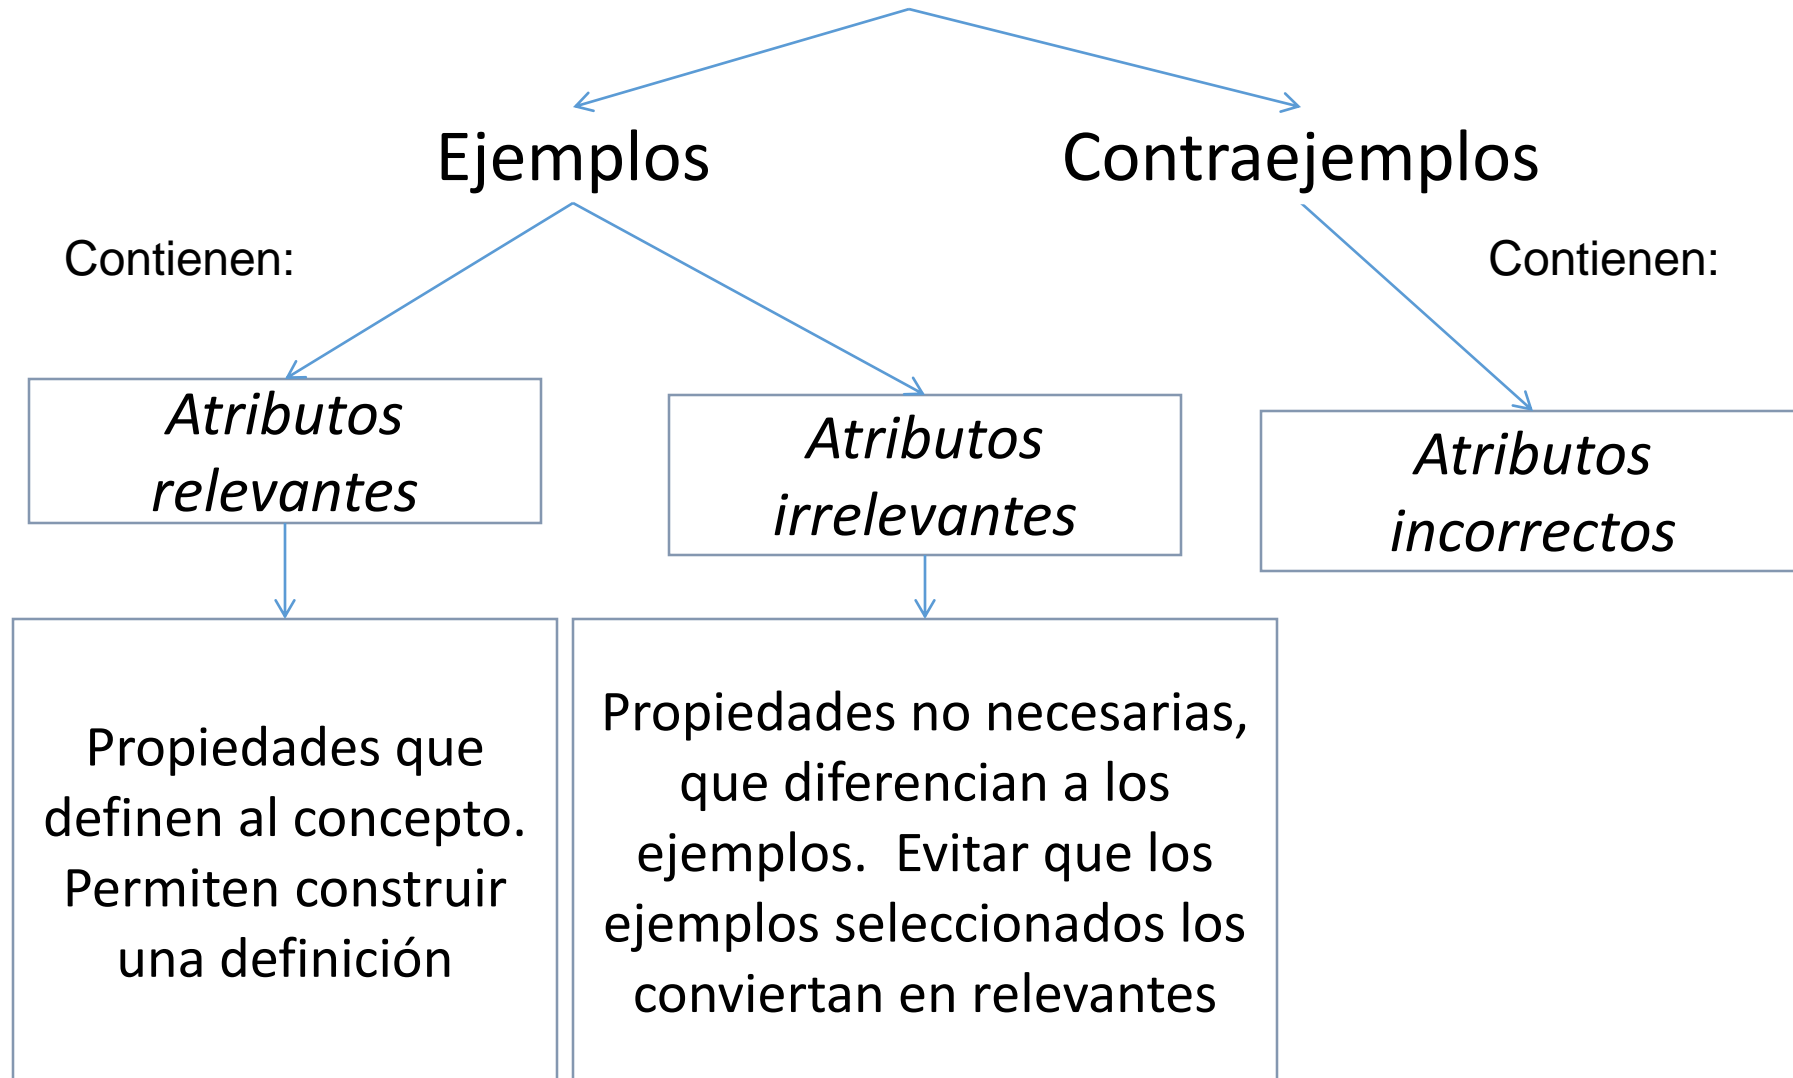 Ejemplos
Contraejemplos
Contienen:
Contienen:
Atributos
relevantes
Atributos
irrelevantes
Atributos
incorrectos
Propiedades que
definen al concepto.
Permiten construir
una definición
Propiedades no necesarias,
que diferencian a los
ejemplos.  Evitar que los
ejemplos seleccionados los
conviertan en relevantes